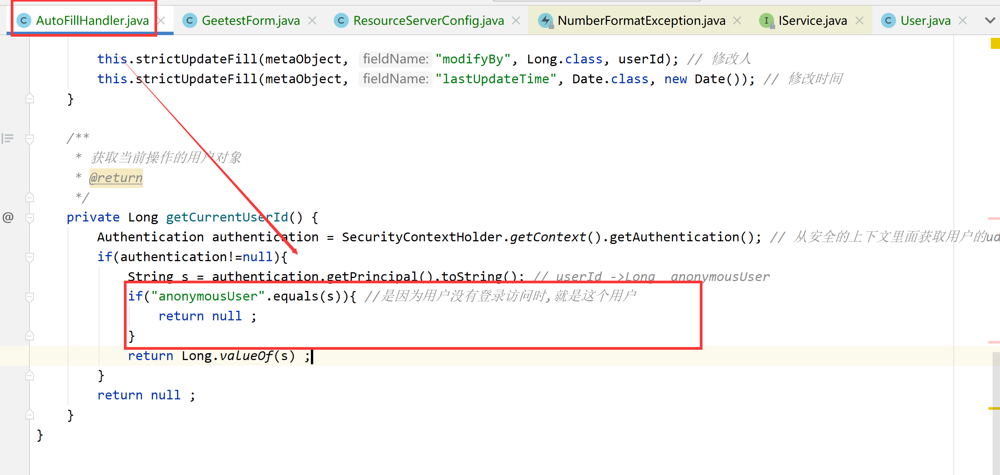 AutoFillHandler.java GeetestForm.java ResourceServerConfig.java NumberFormatException.java IService.java User.java
this.strictUpdateFill(metaObject, fieldName: "modifyBy", Long.class, userId); // 修改人
this.strictUpdateFill(metaObject, fieldName: "lastUpdateTime", Date.class, new Date()); // 修改时间
}
/**
* 获取当前操作的用户对象
* @return
*/
private Long getCurrentUserId() {
Authentication authentication = SecurityContextHolder.getContext().getAuthentication(); // 从安全的上下文里面获取用户的ud
if(authentication!=null){
String s = authentication.getPrincipal().toString(); // userId ->Long anonymousUser
if("anonymousUser".equals(s)){ //是因为用户没有登录访问时,就是这个用户
return null ;
}
return Long.valueOf(s) ;
}
return null ;
}
}